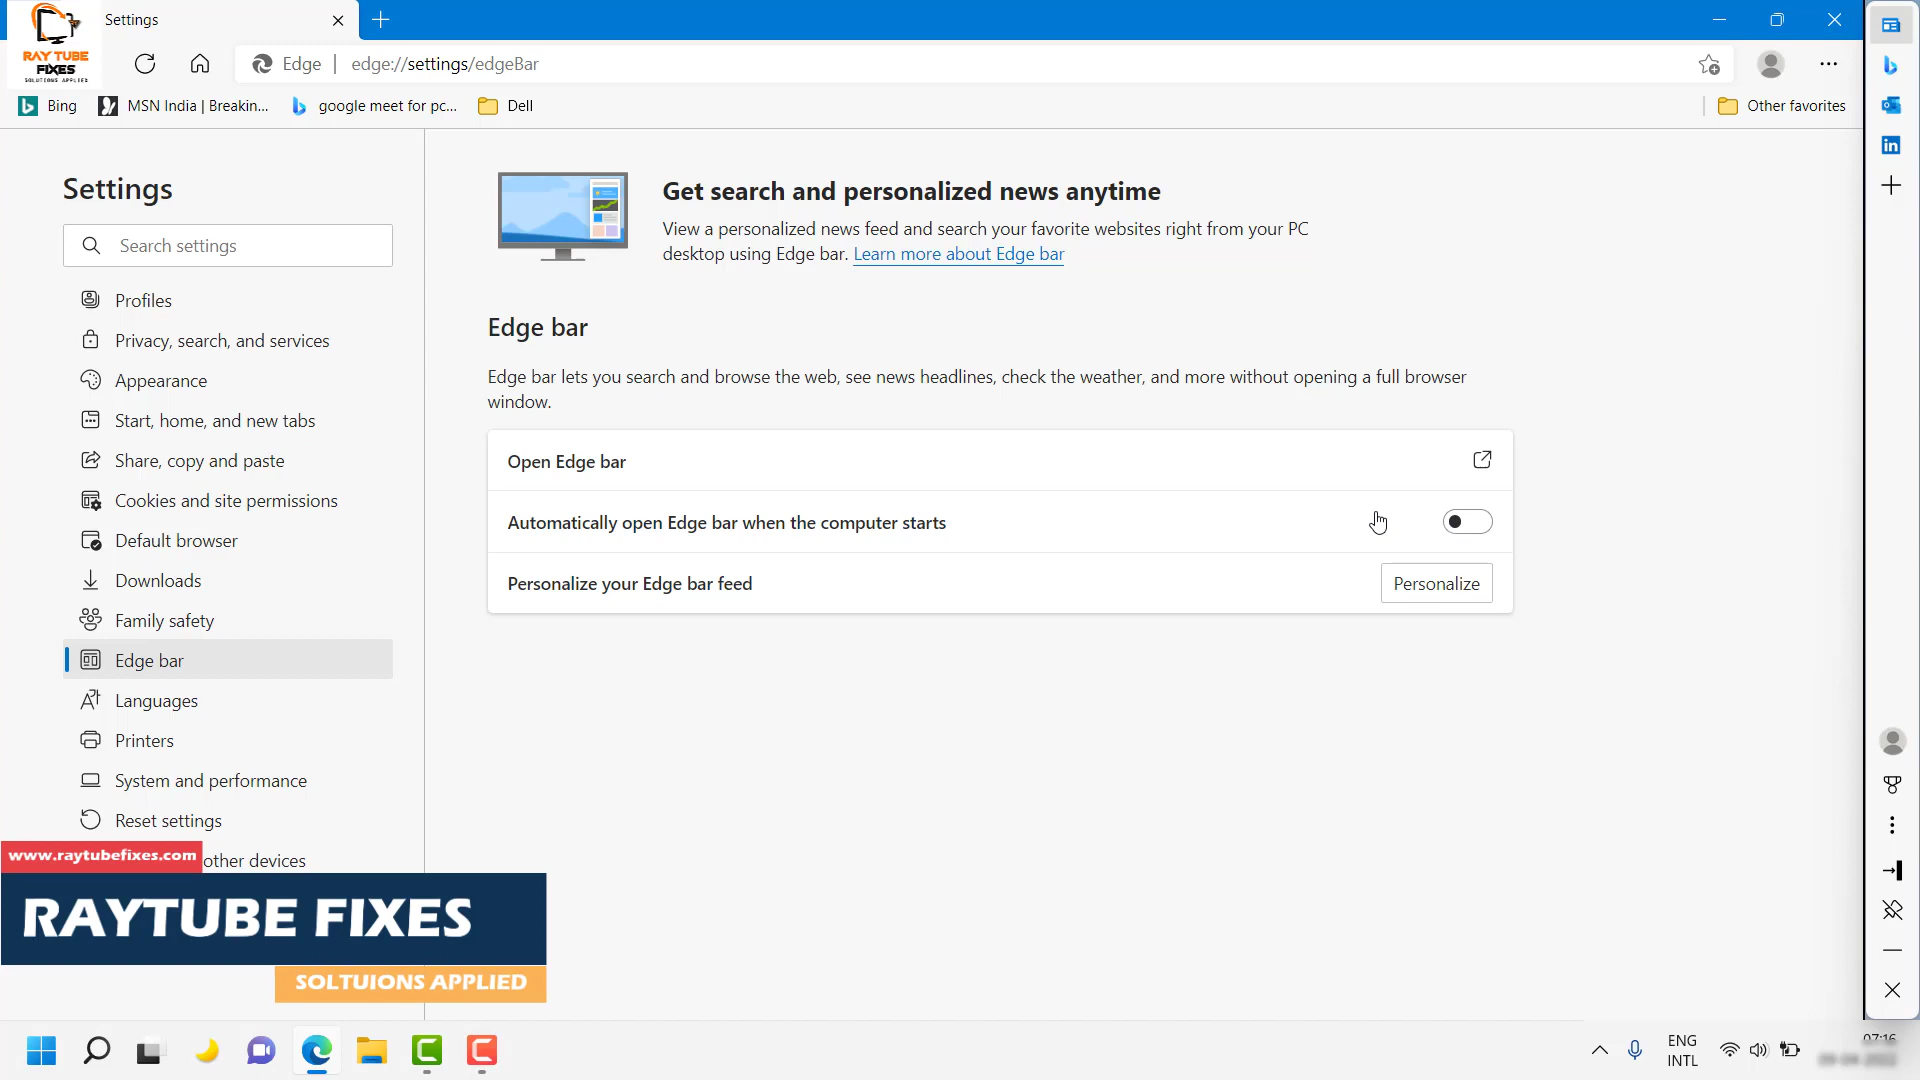 Settings
RAY TUBE
FIXES
SOLUTIONS APPLIED
Edge | edge://settings/edgeBar
Bing
MSN India | Breakin...
google meet for pc...
Dell
Other favorites
Settings
Search settings
Profiles
Privacy, search, and services
Appearance
Start, home, and new tabs
Share, copy and paste
Cookies and site permissions
Default browser
Downloads
Family safety
Edge bar
Languages
Printers
System and performance
Reset settings
other devices
Get search and personalized news anytime
View a personalized news feed and search your favorite websites right from your PC
desktop using Edge bar. Learn more about Edge bar
Edge bar
Edge bar lets you search and browse the web, see news headlines, check the weather, and more without opening a full browser
window.
Open Edge bar
Automatically open Edge bar when the computer starts
Personalize your Edge bar feed
Personalize
www.raytubefixes.com
RAYTUBE FIXES
SOLTUIONS APPLIED
ENG
INTL
07:16